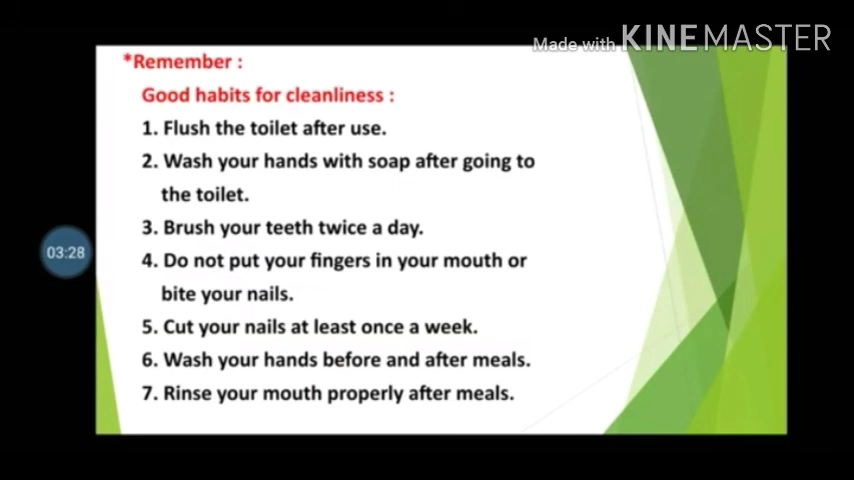 Made with KINEMASTER
*Remember :
Good habits for cleanliness :
1. Flush the toilet after use.
2. Wash your hands with soap after going to
the toilet.
3. Brush your teeth twice a day.
03:28
4. Do not put your fingers in your mouth or
bite your nails.
5. Cut your nails at least once a week.
6. Wash your hands before and after meals.
7. Rinse your mouth properly after meals.